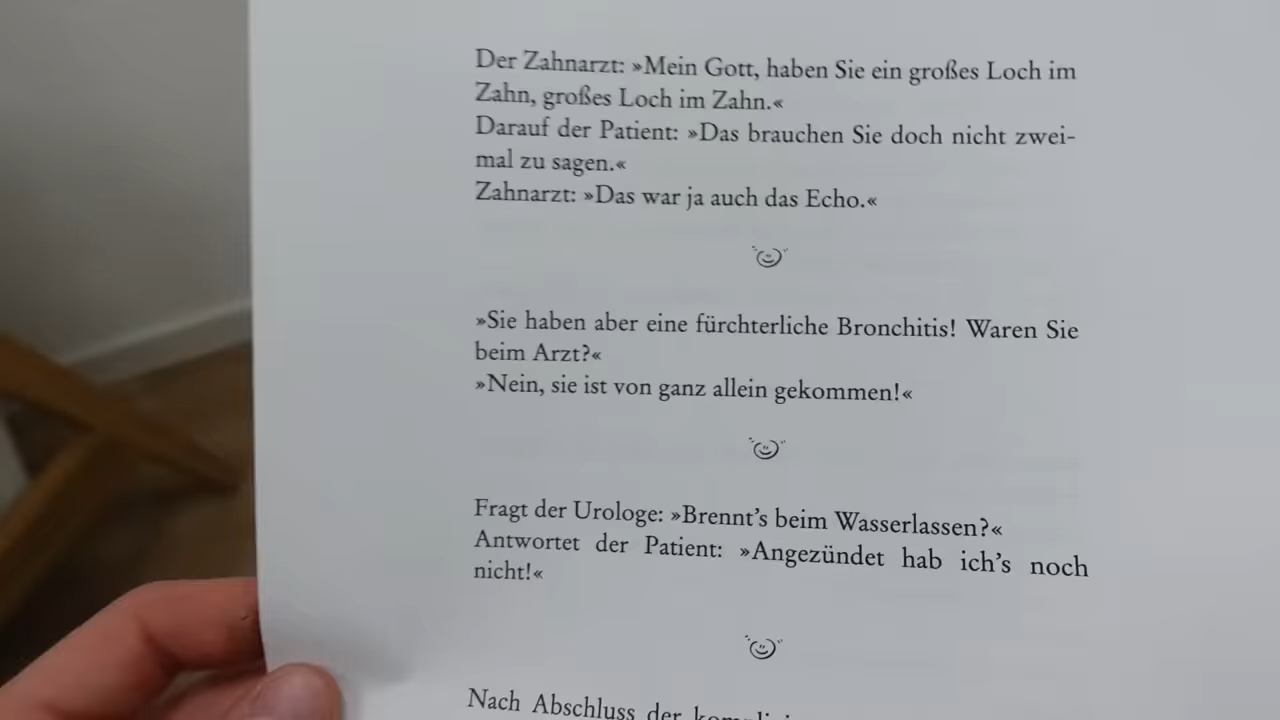 Der Zahnarzt: »Mein Gott, haben Sie ein großes Loch im
Zahn, großes Loch im Zahn.«
Darauf der Patient: »Das brauchen Sie doch nicht zwei-
mal zu sagen.«
Zahnarzt: »Das war ja auch das Echo.«
»Sie haben aber eine fürchterliche Bronchitis! Waren Sie
beim Arzt?«
»Nein, sie ist von ganz allein gekommen!«
Fragt der Urologe: »Brennt’s beim Wasserlassen?«
Antwortet der Patient: »Angezündet hab ich’s noch
nicht!«
Nach Abschluss der